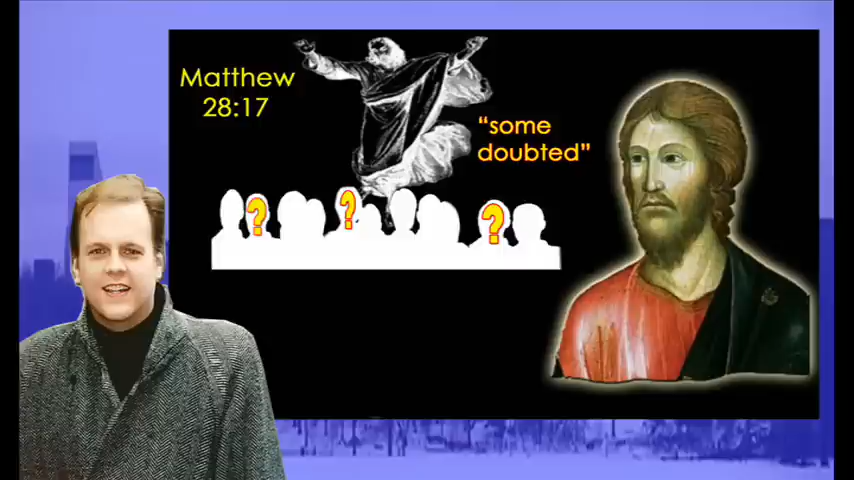 Matthew
28:17
“some
doubted”
?
?
?